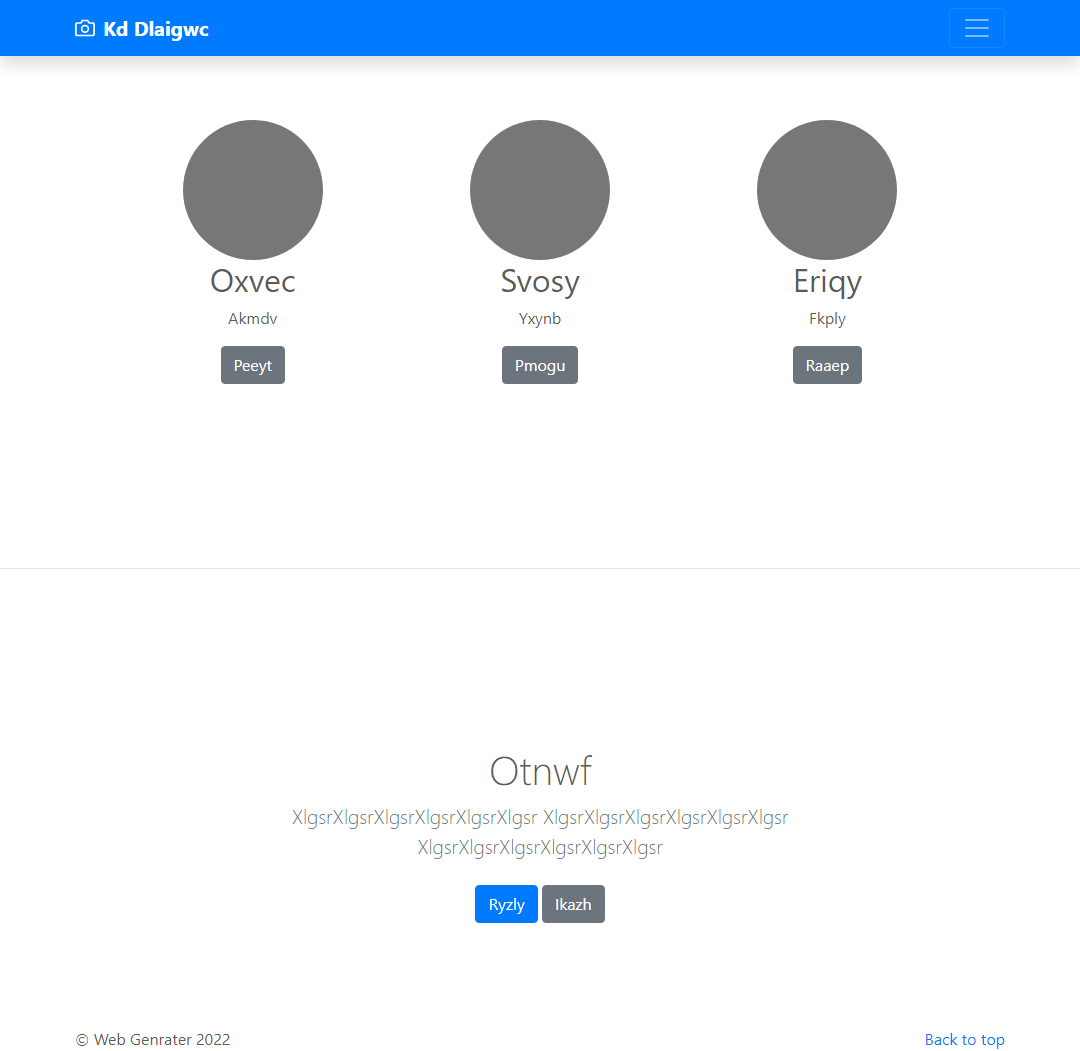 Kd Dlaigwc
Oxvec
Svosy
Eriqy
Akmdv
Yxynb
Fkply
Peeyt
Pmogu
Raaep
Otnwf
XlgsrXlgsrXlgsrXlgsrXlgsrXlgsr XlgsrXlgsrXlgsrXlgsrXlgsrXlgsr
XlgsrXlgsrXlgsrXlgsrXlgsrXlgsr
Ryzly
Ikazh
© Web Genrater 2022
Back to top